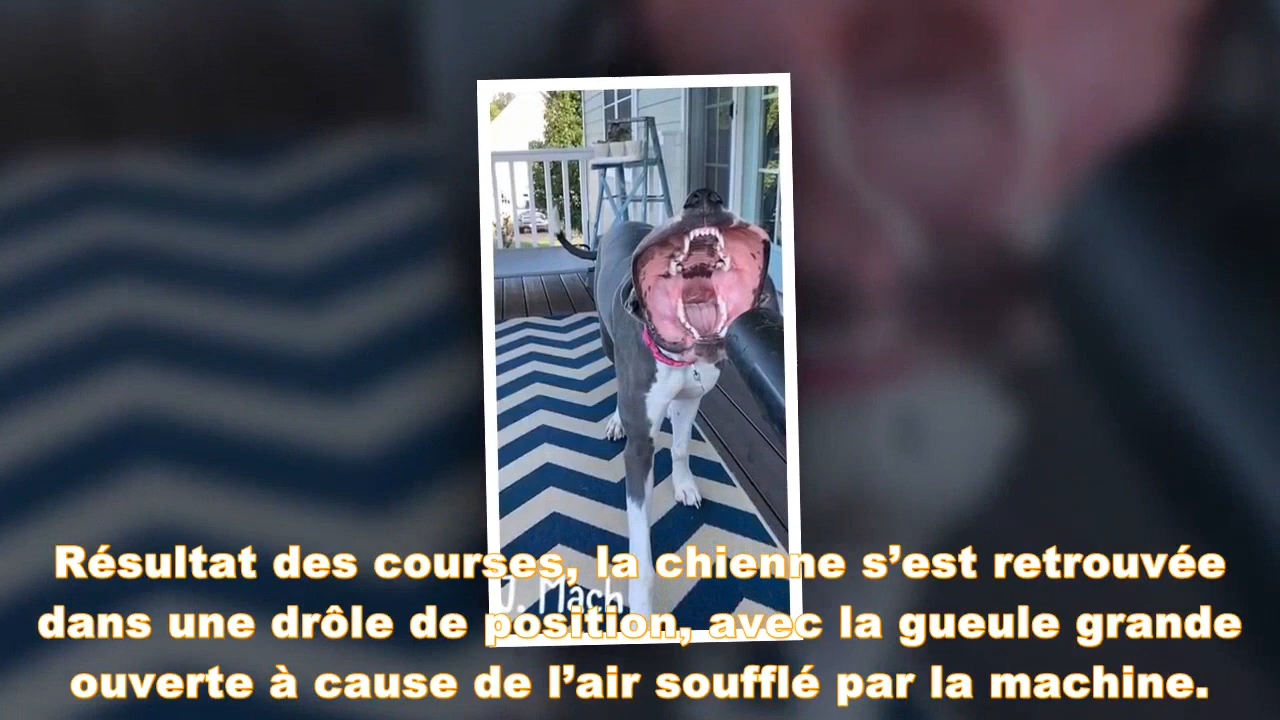 Résultat des courses, la chienne s’est retrouvée
dans une drôle de position, avec la gueule grande
ouverte à cause de l’air soufflé par la machine.
J. Mach